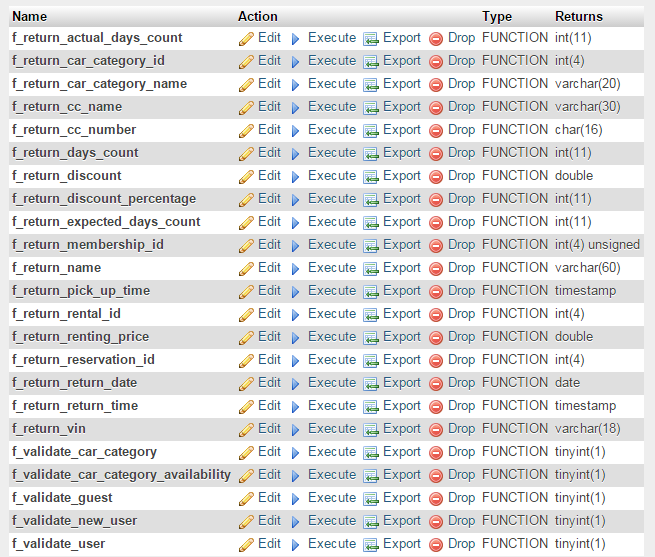 Name Action Type Returns
f_return_actual_days_count Edit Execute Export Drop FUNCTION int(11)
f_return_car_category_id Edit Execute Export Drop FUNCTION int(4)
f_return_car_category_name Edit Execute Export Drop FUNCTION varchar(20)
f_return_cc_name Edit Execute Export Drop FUNCTION varchar(30)
f_return_cc_number Edit Execute Export Drop FUNCTION char(16)
f_return_days_count Edit Execute Export Drop FUNCTION int(11)
f_return_discount Edit Execute Export Drop FUNCTION double
f_return_discount_percentage Edit Execute Export Drop FUNCTION int(11)
f_return_expected_days_count Edit Execute Export Drop FUNCTION int(11)
f_return_membership_id Edit Execute Export Drop FUNCTION int(4) unsigned
f_return_name Edit Execute Export Drop FUNCTION varchar(60)
f_return_pick_up_time Edit Execute Export Drop FUNCTION timestamp
f_return_rental_id Edit Execute Export Drop FUNCTION int(4)
f_return_renting_price Edit Execute Export Drop FUNCTION double
f_return_reservation_id Edit Execute Export Drop FUNCTION int(4)
f_return_return_date Edit Execute Export Drop FUNCTION date
f_return_return_time Edit Execute Export Drop FUNCTION timestamp
f_return_vin Edit Execute Export Drop FUNCTION varchar(18)
f_validate_car_category Edit Execute Export Drop FUNCTION tinyint(1)
f_validate_car_category_availability Edit Execute Export Drop FUNCTION tinyint(1)
f_validate_guest Edit Execute Export Drop FUNCTION tinyint(1)
f_validate_new_user Edit Execute Export Drop FUNCTION tinyint(1)
f_validate_user Edit Execute Export Drop FUNCTION tinyint(1)